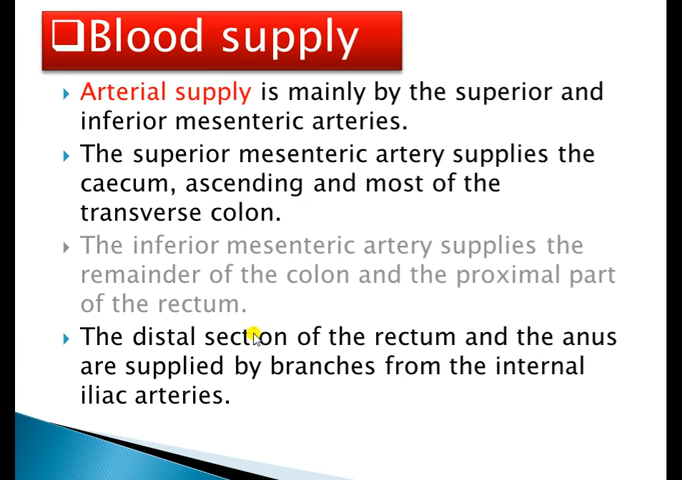 Blood supply
Arterial supply is mainly by the superior and
inferior mesenteric arteries.
The superior mesenteric artery supplies the
caecum, ascending and most of the
transverse colon.
The inferior mesenteric artery supplies the
remainder of the colon and the proximal part
of the rectum.
The distal section of the rectum and the anus
are supplied by branches from the internal
iliac arteries.